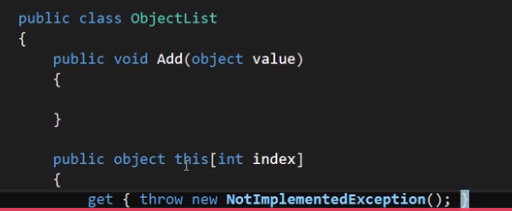 public class ObjectList
{
public void Add(object value)
{
}
public object this[int index]
{
get { throw new NotImplementedException(); }